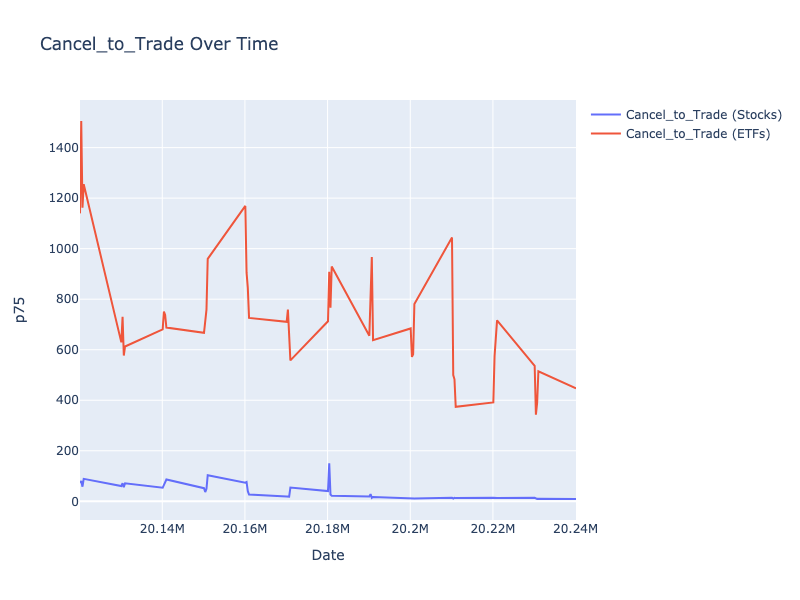 Cancel_to_Trade Over Time
Cancel_to_Trade (Stocks)
Cancel_to_Trade (ETFs)
1400
1200
1000
800
600
400
200
0
p75
20.14M
20.16M
20.18M
20.2M
20.22M
20.24M
Date